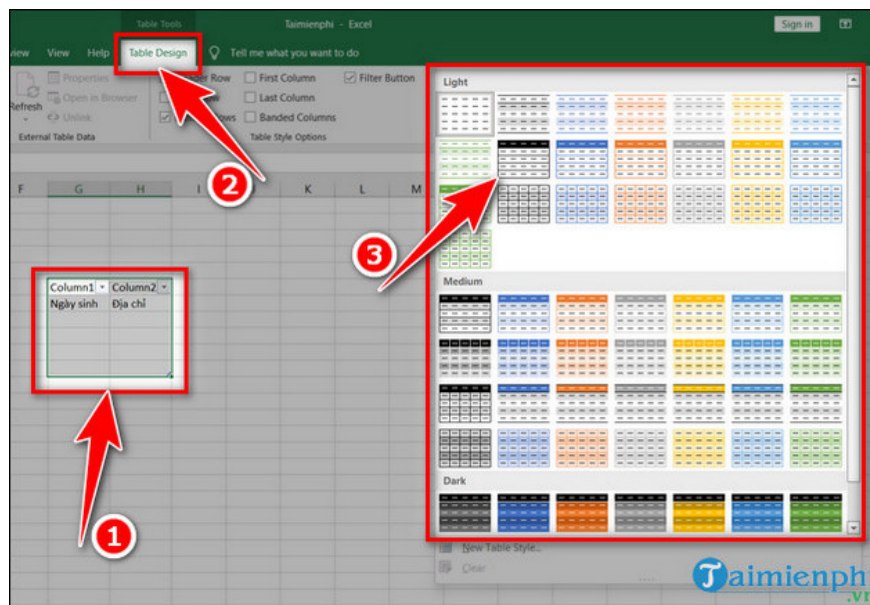 Table Tools
Taimienphi - Excel
Sign in
View
Help
Table Design
Tell me what you want to do
Properties
Open in Browser
Unlink
Refresh
External Table Data
Row
First Column
Filter Button
Last Column
Banded Columns
Table Style Options
F G H I K L M
Column1 Column2
Ngày sinh Địa chỉ
1
2
3
Light
Medium
Dark
New Table Style...
Clear
Taimienph
.vn